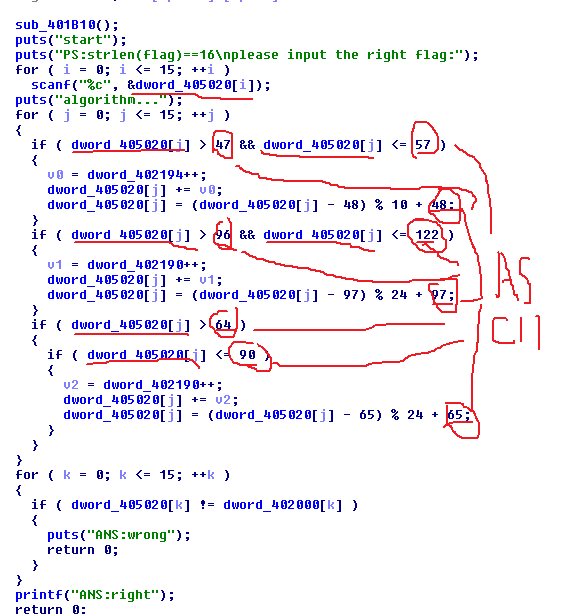 sub_401B10();
puts("start");
puts("PS:strlen(flag)==16\nplease input the right flag:");
for ( i = 0; i <= 15; ++i )
scanf("%c", &dword_405020[i]);
puts("algorithm...");
for ( j = 0; j <= 15; ++j )
{
if ( dword_405020[j] > 47 && dword_405020[j] <= 57 )
{
v0 = dword_402194++;
dword_405020[j] += v0;
dword_405020[j] = (dword_405020[j] - 48) % 10 + 48;
}
if ( dword_405020[j] > 96 && dword_405020[j] <= 122 )
{
v1 = dword_402190++;
dword_405020[j] += v1;
dword_405020[j] = (dword_405020[j] - 97) % 24 + 97;
}
AS
if ( dword_405020[j] > 64 )
CII
{
if ( dword_405020[j] <= 90 )
{
v2 = dword_402190++;
dword_405020[j] += v2;
dword_405020[j] = (dword_405020[j] - 65) % 24 + 65;
}
}
}
for ( k = 0; k <= 15; ++k )
{
if ( dword_405020[k] != dword_402000[k] )
{
puts("ANS:wrong");
return 0;
}
}
printf("ANS:right");
return 0;